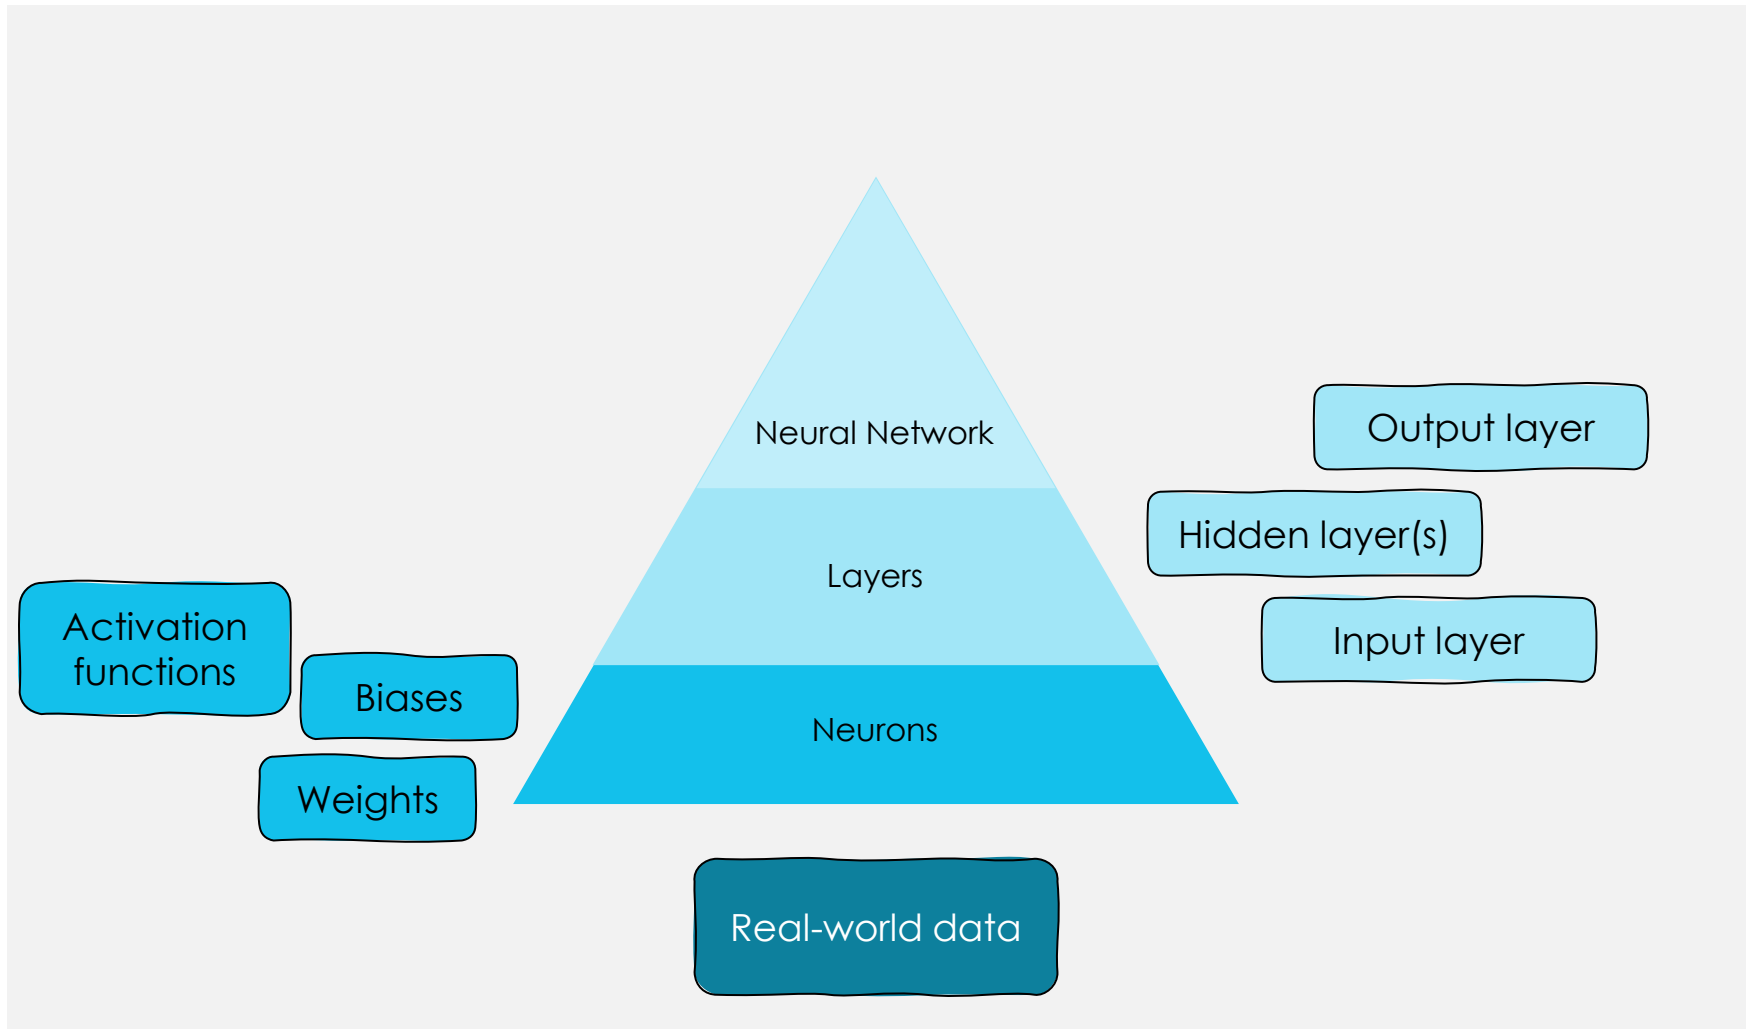 Neural Network
Layers
Neurons
Output layer
Hidden layer(s)
Input layer
Activation
functions
Biases
Weights
Real-world data